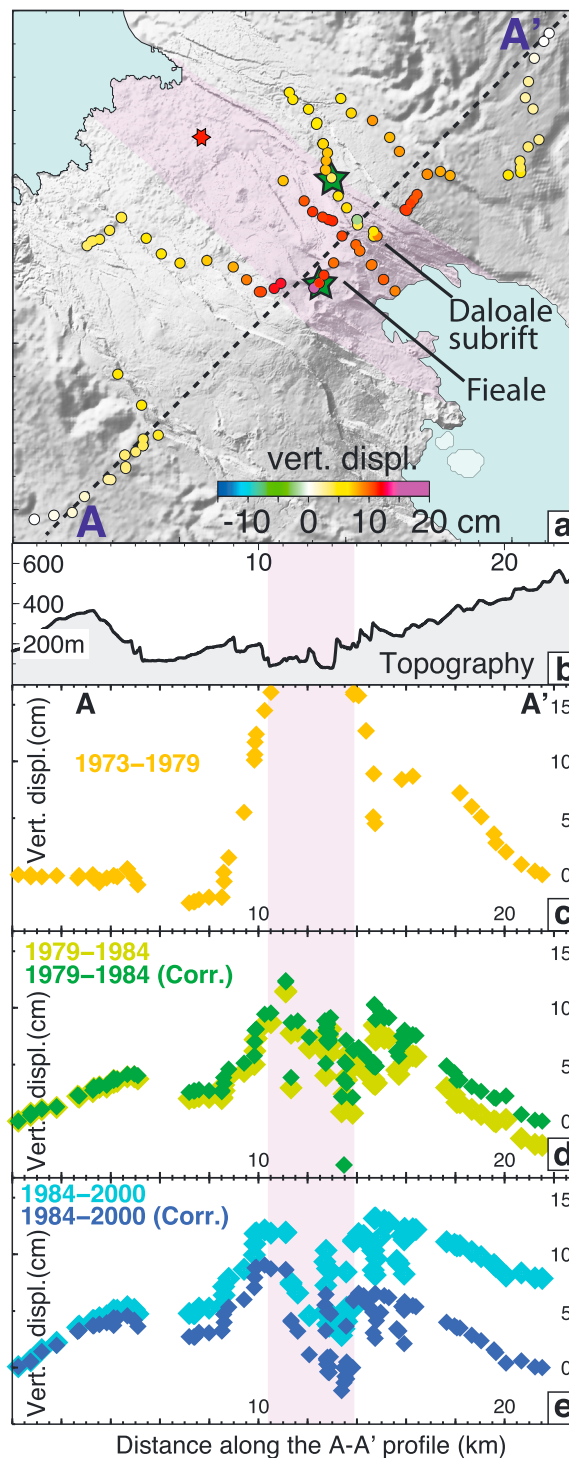 A'
Daloale
subrift
Fieale
vert. displ.
-10 0 10 20 cm
A
a
10 20
600
400
200m
Topography
b
A A'
15
1973–1979
10
5
0
Vert. displ.(cm)
10 20
c
1979–1984
1979–1984 (Corr.)
15
10
5
0
Vert. displ.(cm)
10 20
d
1984–2000
1984–2000 (Corr.)
15
10
5
0
Vert. displ.(cm)
10 20
e
Distance along the A-A' profile (km)